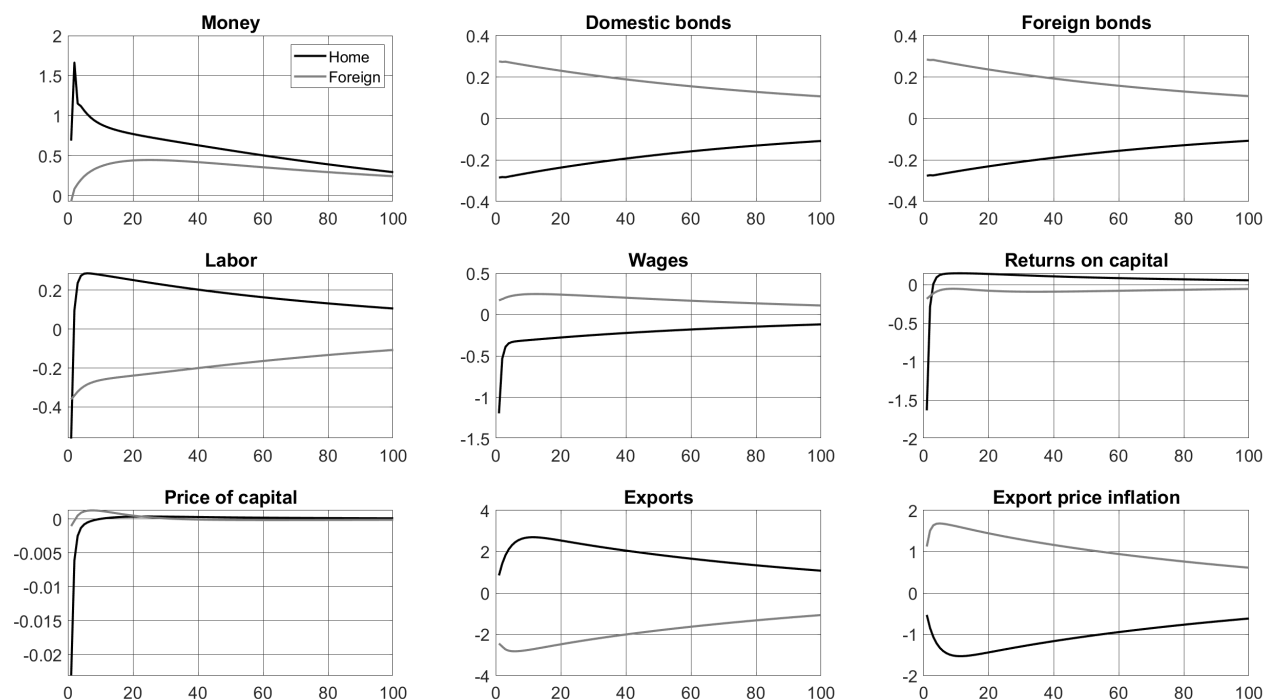 Money
Domestic bonds
Foreign bonds
2
1.5
1
0.5
0
Home
Foreign
0 20 40 60 80 100
0.4
0.2
0
-0.2
-0.4
0 20 40 60 80 100
0.4
0.2
0
-0.2
-0.4
0 20 40 60 80 100
Labor
Wages
Returns on capital
0.2
0
-0.2
-0.4
0 20 40 60 80 100
0.5
0
-0.5
-1
-1.5
0 20 40 60 80 100
0
-0.5
-1
-1.5
-2
0 20 40 60 80 100
Price of capital
Exports
Export price inflation
0
-0.005
-0.01
-0.015
-0.02
0 20 40 60 80 100
4
2
0
-2
-4
0 20 40 60 80 100
2
1
0
-1
-2
0 20 40 60 80 100